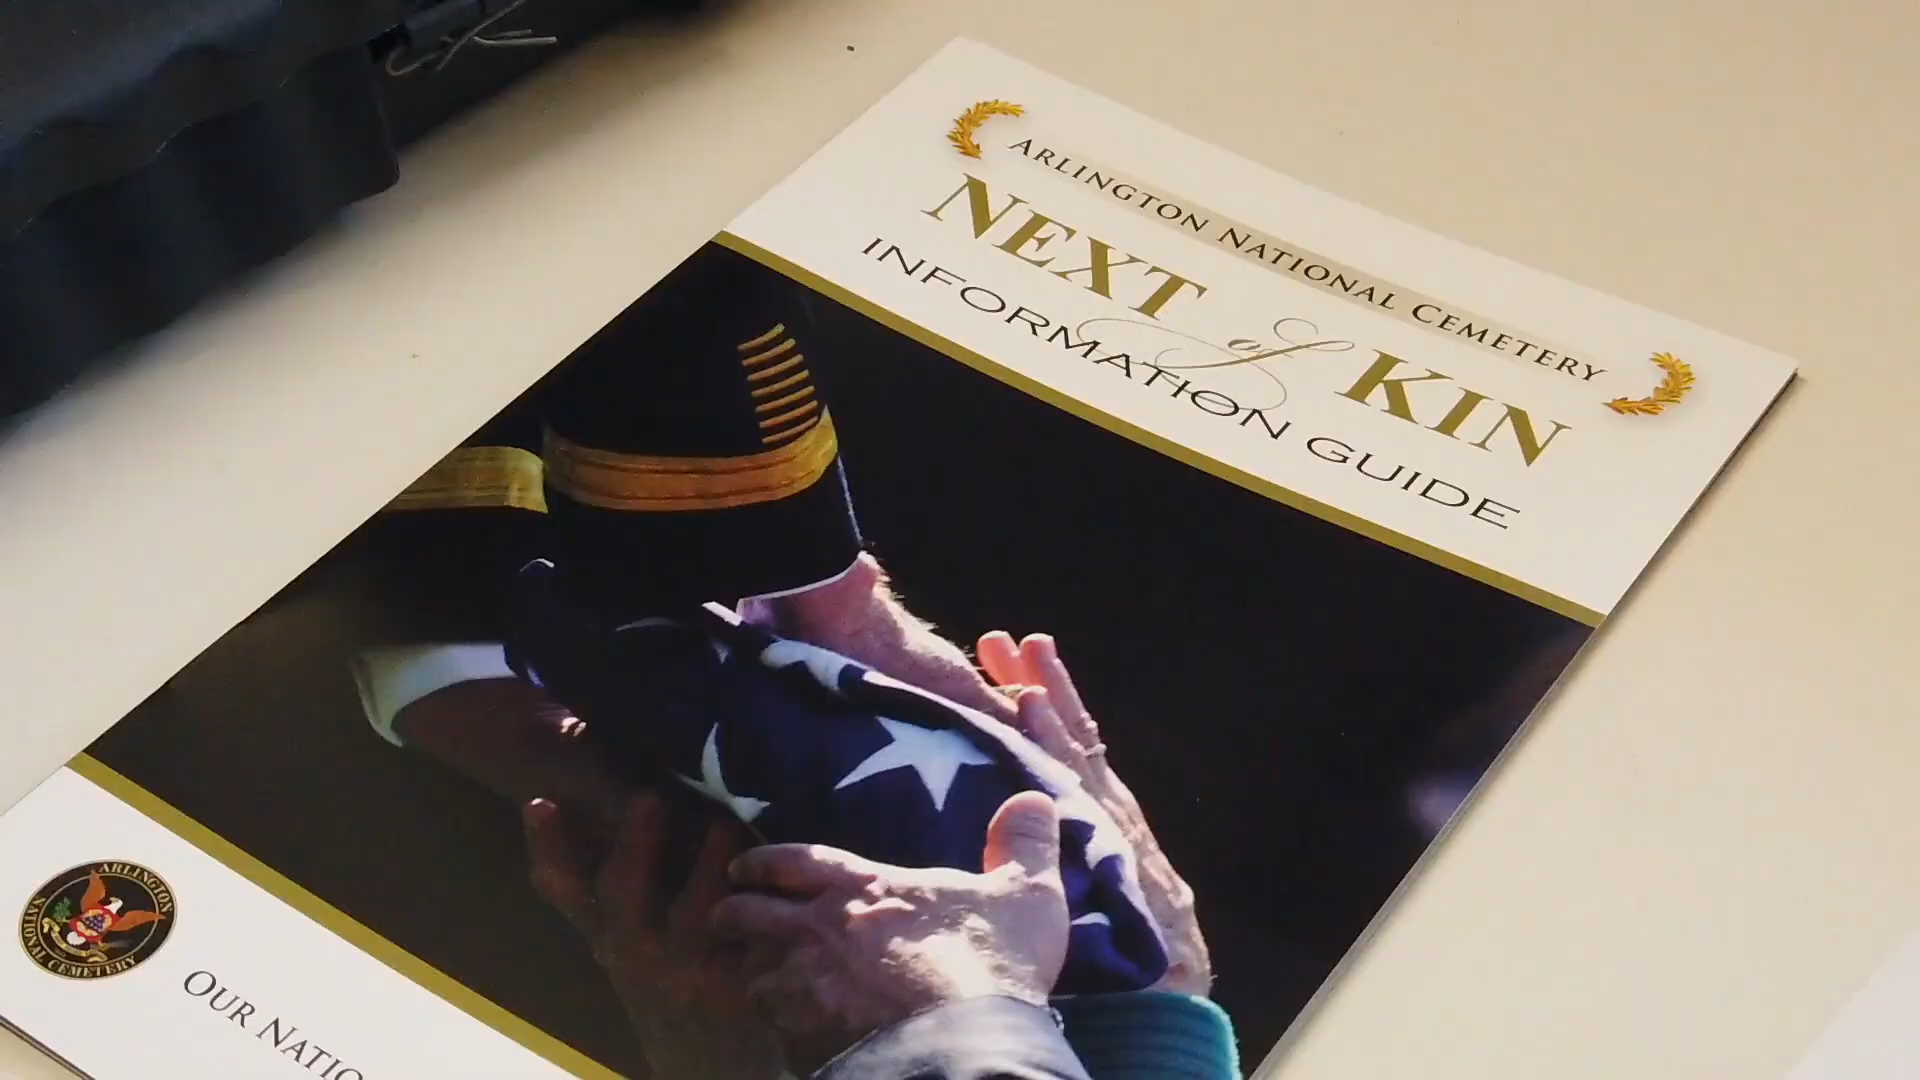 ARLINGTON NATIONAL CEMETERY
NEXT of KIN
INFORMATION GUIDE
ARLINGTON
NATIONAL CEMETERY
OUR NATIO